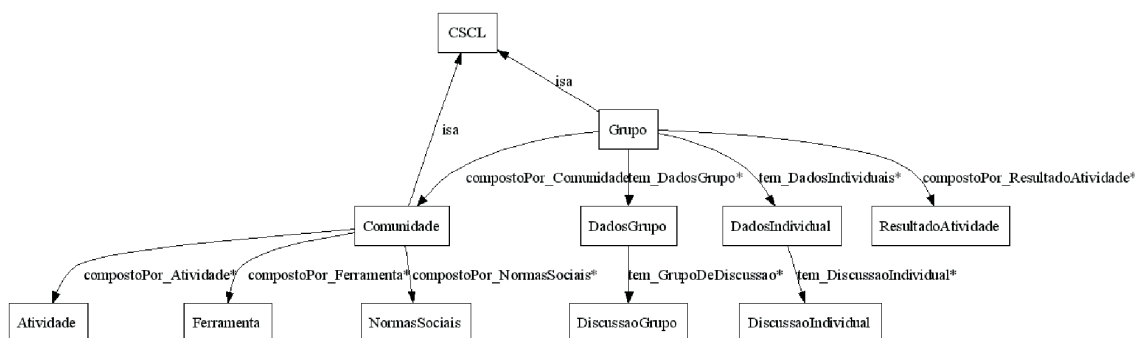 CSCL
isa
Grupo
isa
compostoPor_Comunidade
tem_DadosGrupo*
tem_DadosIndividuais*
compostoPor_ResultadoAtividade*
Comunidade
DadosGrupo
DadosIndividual
ResultadoAtividade
compostoPor_Atividade*
compostoPor_Ferramenta*
compostoPor_NormasSociais*
tem_GrupoDeDiscussao*
tem_DiscussaoIndividual*
Atividade
Ferramenta
NormasSociais
DiscussaoGrupo
DiscussaoIndividual